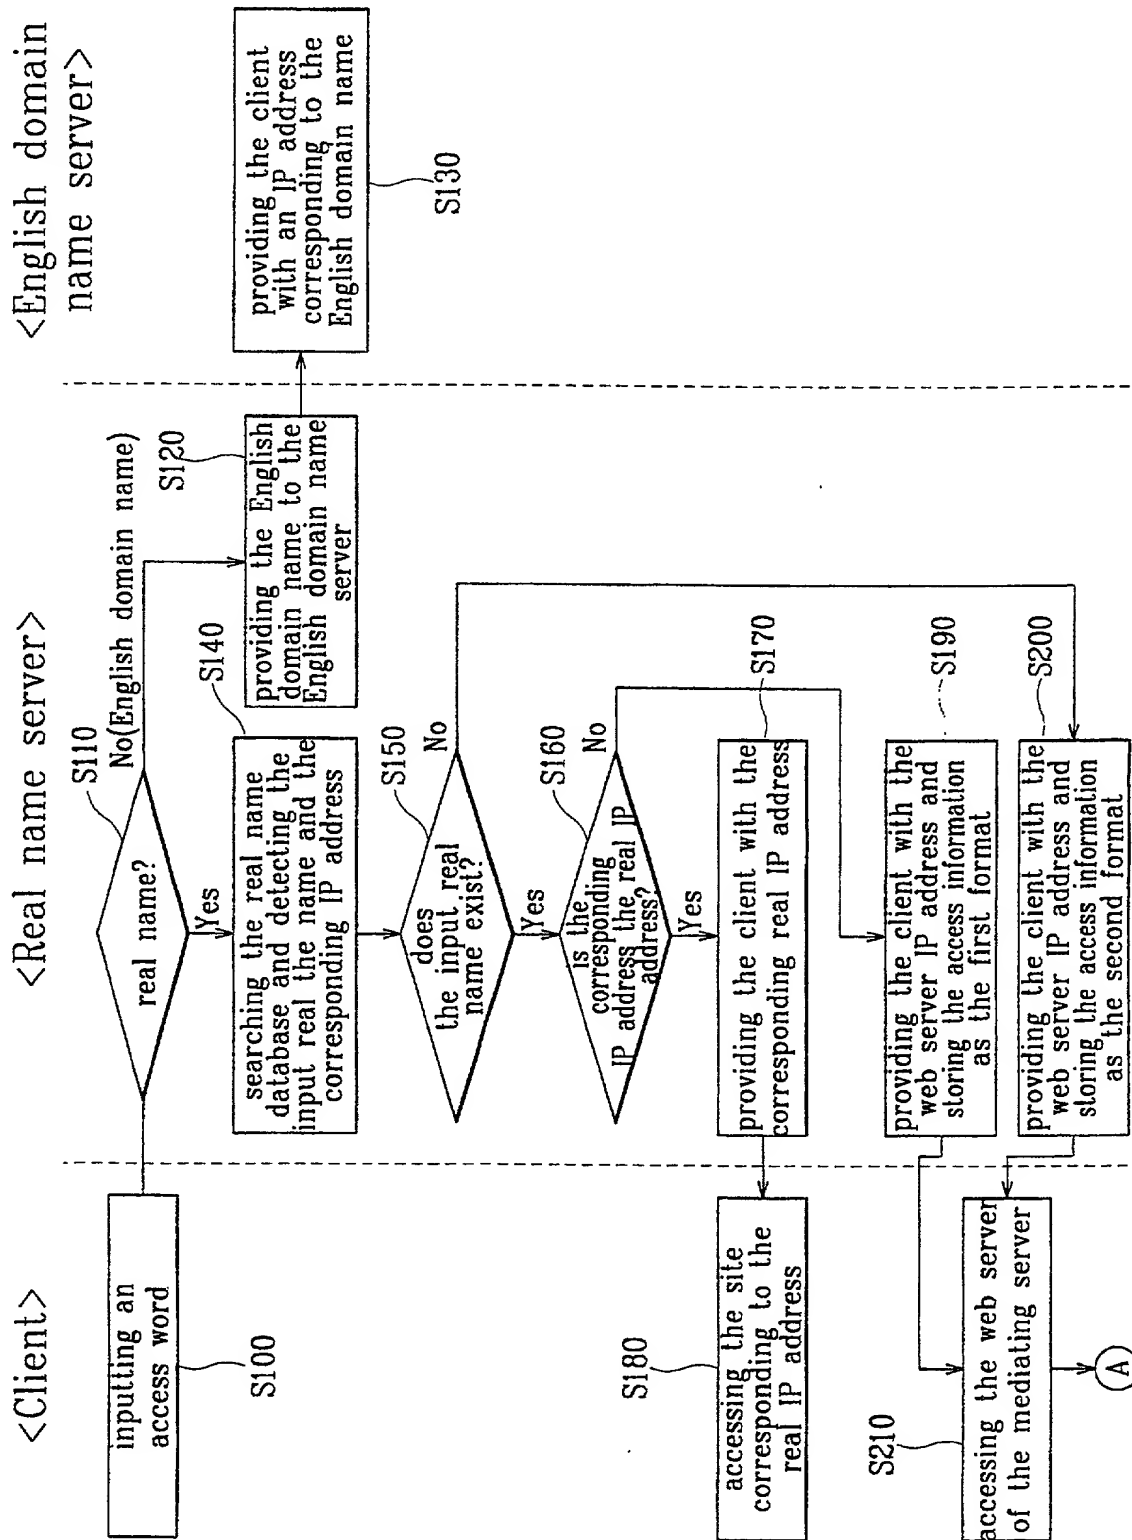 <Client>
<Real name server>
<English domain
name server>
inputting an
access word
S100
real name?
S110
No(English domain name)
Yes
S120
providing the English
domain name to the
English domain name
server
providing the client
with an IP address
corresponding to the
English domain name
S130
S140
searching the real name
database and detecting the
input real the name and the
corresponding IP address
S150
does
the input real
name exist?
No
Yes
S160
is the
corresponding
IP address the real IP
address?
No
Yes
S170
providing the client with the
corresponding real IP address
S180
accessing the site
corresponding to the
real IP address
S190
providing the client with the
web server IP address and
storing the access information
as the first format
S200
providing the client with the
web server IP address and
storing the access information
as the second format
S210
accessing the web server
of the mediating server
A